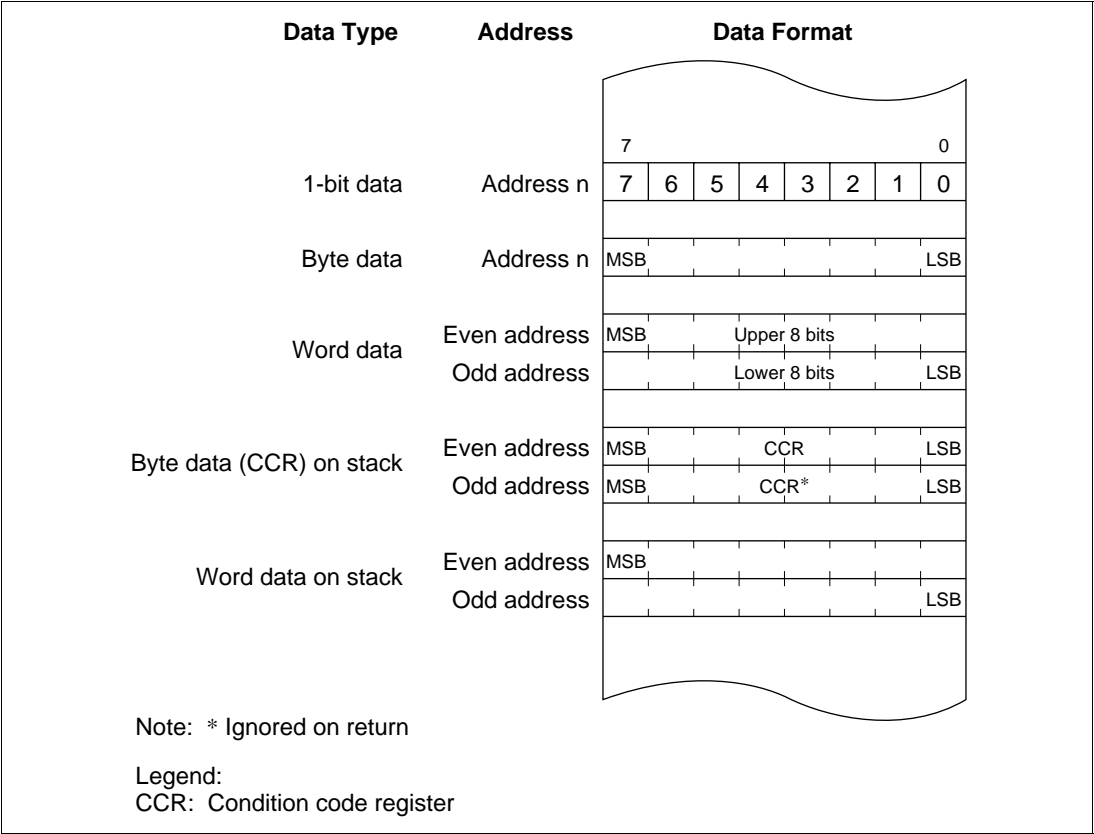 Data Type Address Data Format
7 0
1-bit data Address n 7 6 5 4 3 2 1 0
Byte data Address n MSB LSB
Word data
Even address MSB Upper 8 bits
Odd address Lower 8 bits LSB
Byte data (CCR) on stack
Even address MSB CCR LSB
Odd address MSB CCR* LSB
Word data on stack
Even address MSB
Odd address LSB
Note: * Ignored on return
Legend:
CCR: Condition code register